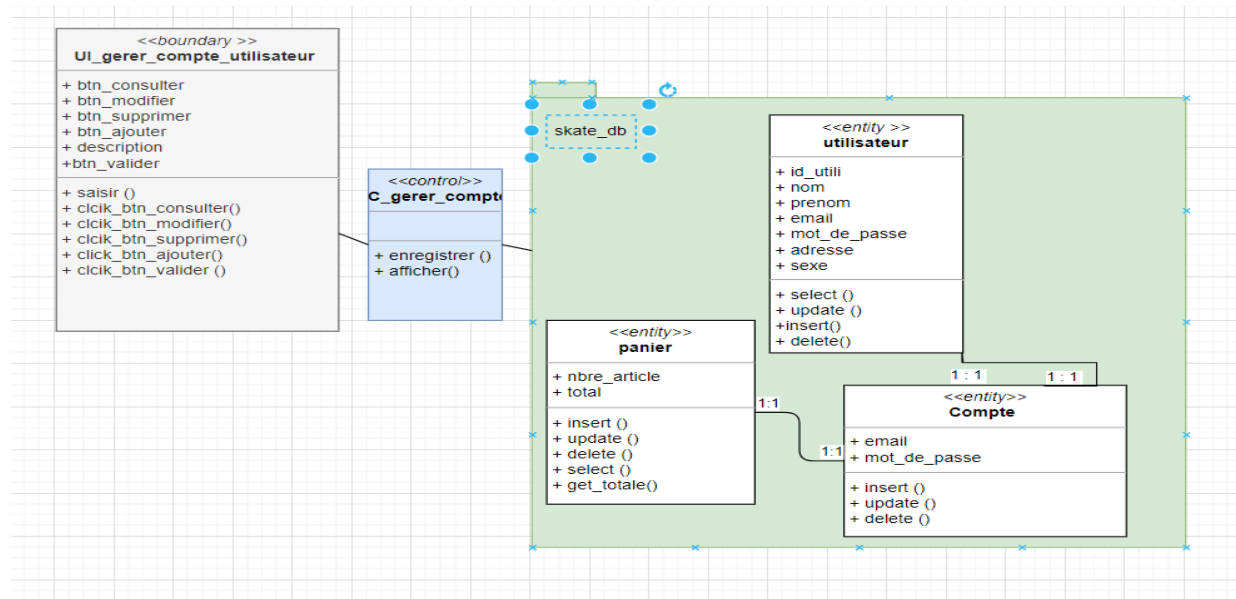 <<boundary >>
UI_gerer_compte_utilisateur
+ btn_consulter
+ btn_modifier
+ btn_supprimer
+ btn_ajouter
+ description
+btn_valider
+ saisir ()
+ clcik_btn_consulter()
+ clcik_btn_modifier()
+ clcik_btn_supprimer()
+ click_btn_ajouter()
+ clcik_btn_valider ()
<<control>>
C_gerer_compte
+ enregistrer ()
+ afficher()
skate_db
<<entity >>
utilisateur
+ id_utili
+ nom
+ prenom
+ email
+ mot_de_passe
+ adresse
+ sexe
+ select ()
+ update ()
+insert()
+ delete()
<<entity>>
panier
+ nbre_article
+ total
+ insert ()
+ update ()
+ delete ()
+ select ()
+ get_totale()
1:1
1:1
1 : 1
1 : 1
<<entity>>
Compte
+ email
+ mot_de_passe
+ insert ()
+ update ()
+ delete ()